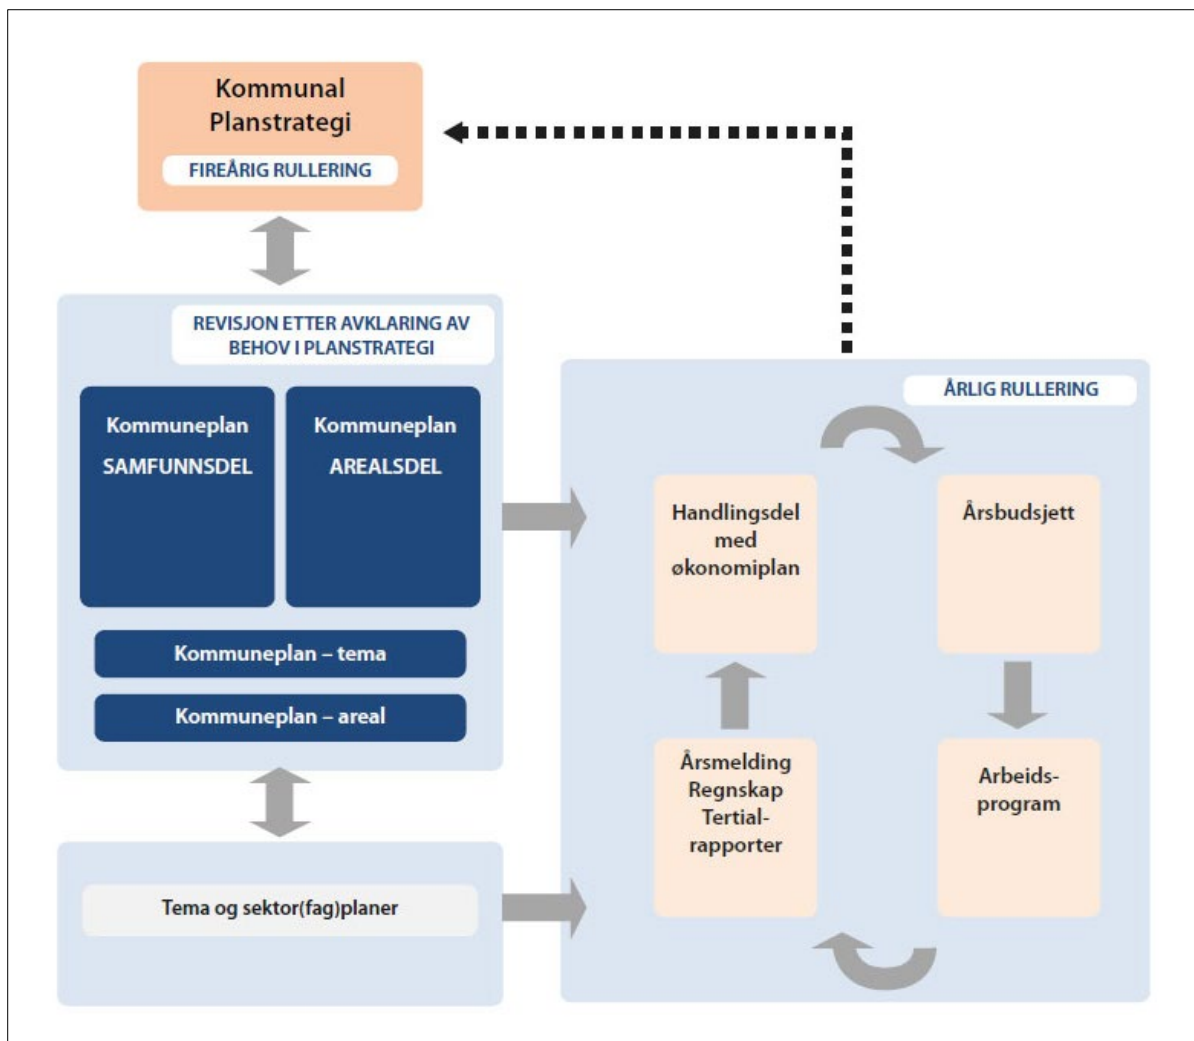 Kommunal
Planstrategi
FIREÅRIG RULLERING
REVISJON ETTER AVKLARING AV
BEHOV I PLANSTRATEGI
Kommuneplan
SAMFUNNSDEL
Kommuneplan
AREALSDEL
Kommuneplan – tema
Kommuneplan – areal
Tema og sektor(fag)planer
ÅRLIG RULLERING
Handlingsdel
med
økonomiplan
Årsbudsjett
Årsmelding
Regnskap
Tertial-
rapporter
Arbeids-
program